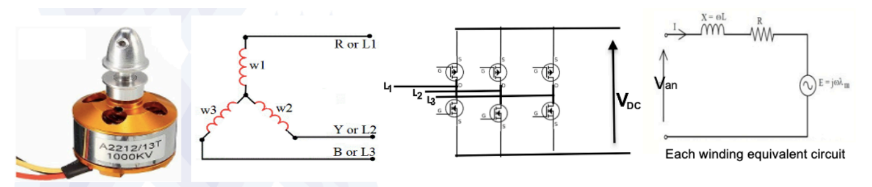 A2212/13T
1000KV
R or L1
w1
w3
w2
Y or L2
B or L3
S
S
S
G
G
G
D
D
D
L1
L2
L3
G
G
G
S
S
S
VDC
X = ωL
R
I
Van
E = jωλm
Each winding equivalent circuit